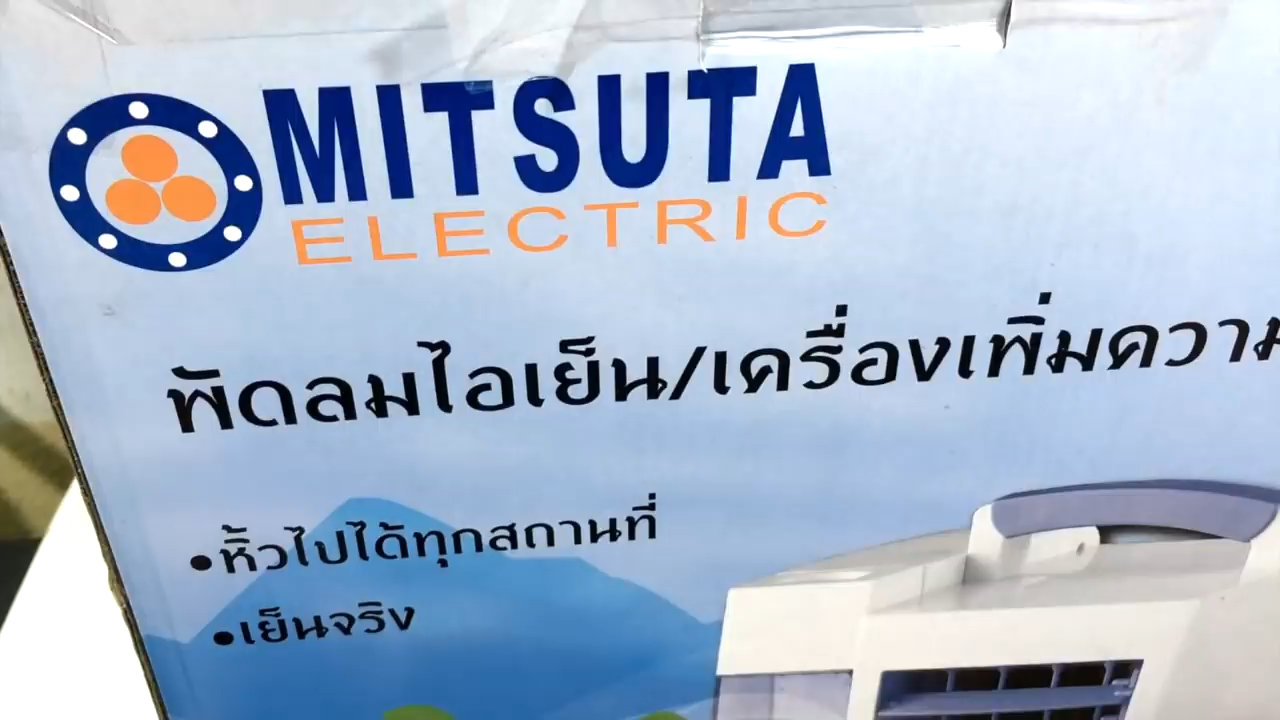 MITSUTA
ELECTRIC
พัดลมไอเย็น/เครื่องเพิ่มความ
•หิ้วไปได้ทุกสถานที่
•เย็นจริง